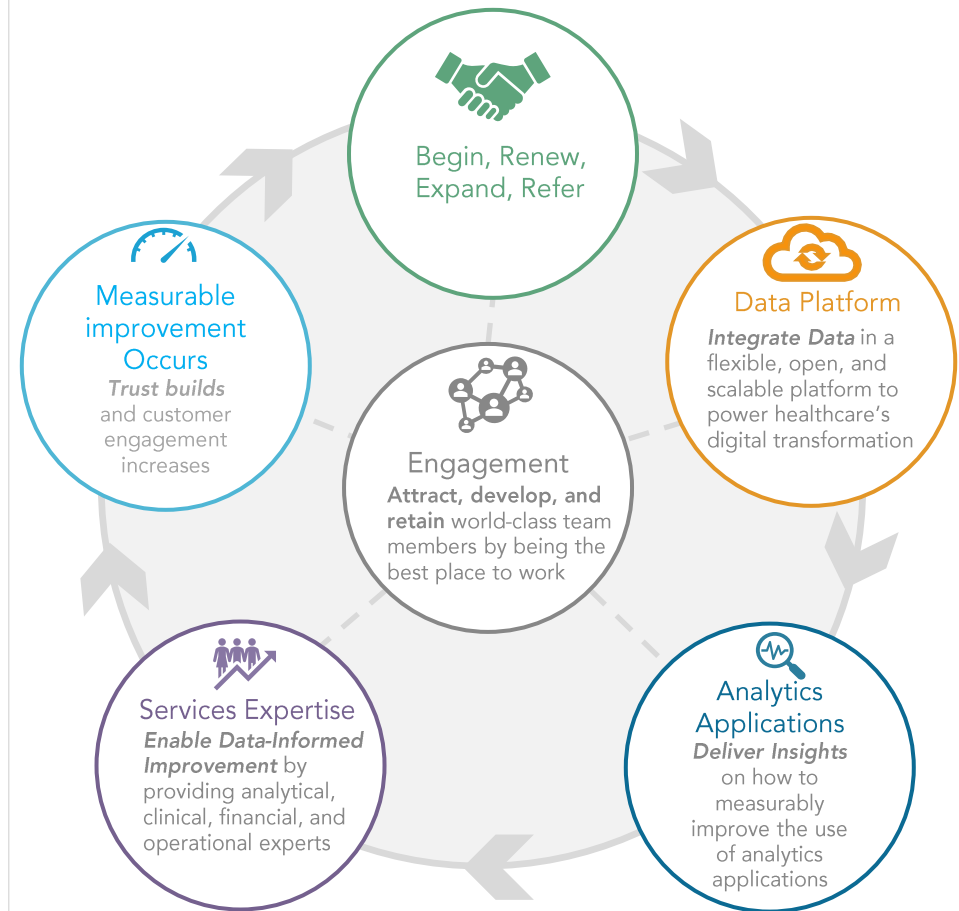 Begin, Renew,
Expand, Refer
Data Platform
Integrate Data in a
flexible, open, and
scalable platform to
power healthcare's
digital transformation
Analytics
Applications
Deliver Insights
on how to
measurably
improve the use
of analytics
applications
Services Expertise
Enable Data-Informed
Improvement by
providing analytical,
clinical, financial, and
operational experts
Measurable
improvement
Occurs
Trust builds
and customer
engagement
increases
Engagement
Attract, develop, and
retain world-class team
members by being the
best place to work